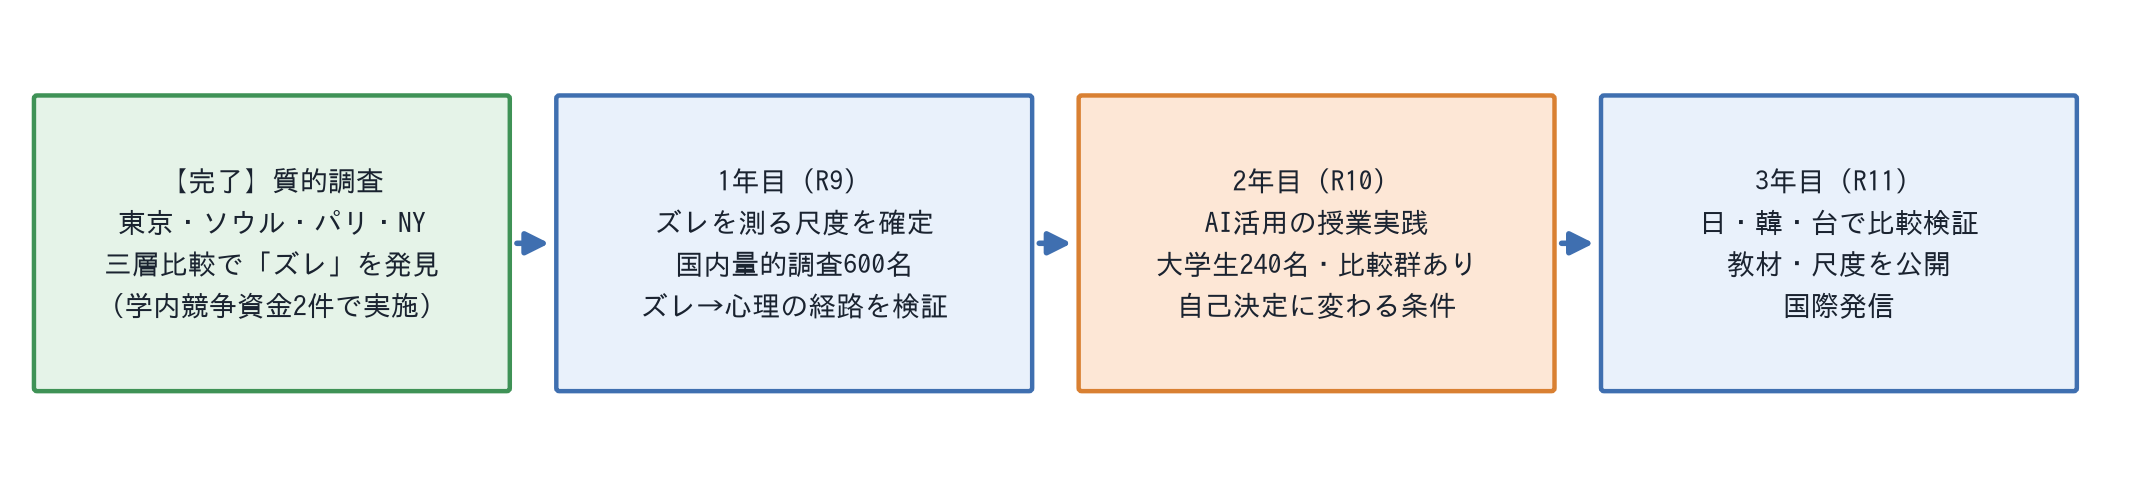 【完了】質的調査
東京・ソウル・パリ・NY
三層比較で「ズレ」を発見
（学内競争資金2件で実施）
1年目（R9）
ズレを測る尺度を確定
国内量的調査600名
ズレ→心理の経路を検証
2年目（R10）
AI活用の授業実践
大学生240名・比較群あり
自己決定に変わる条件
3年目（R11）
日・韓・台で比較検証
教材・尺度を公開
国際発信